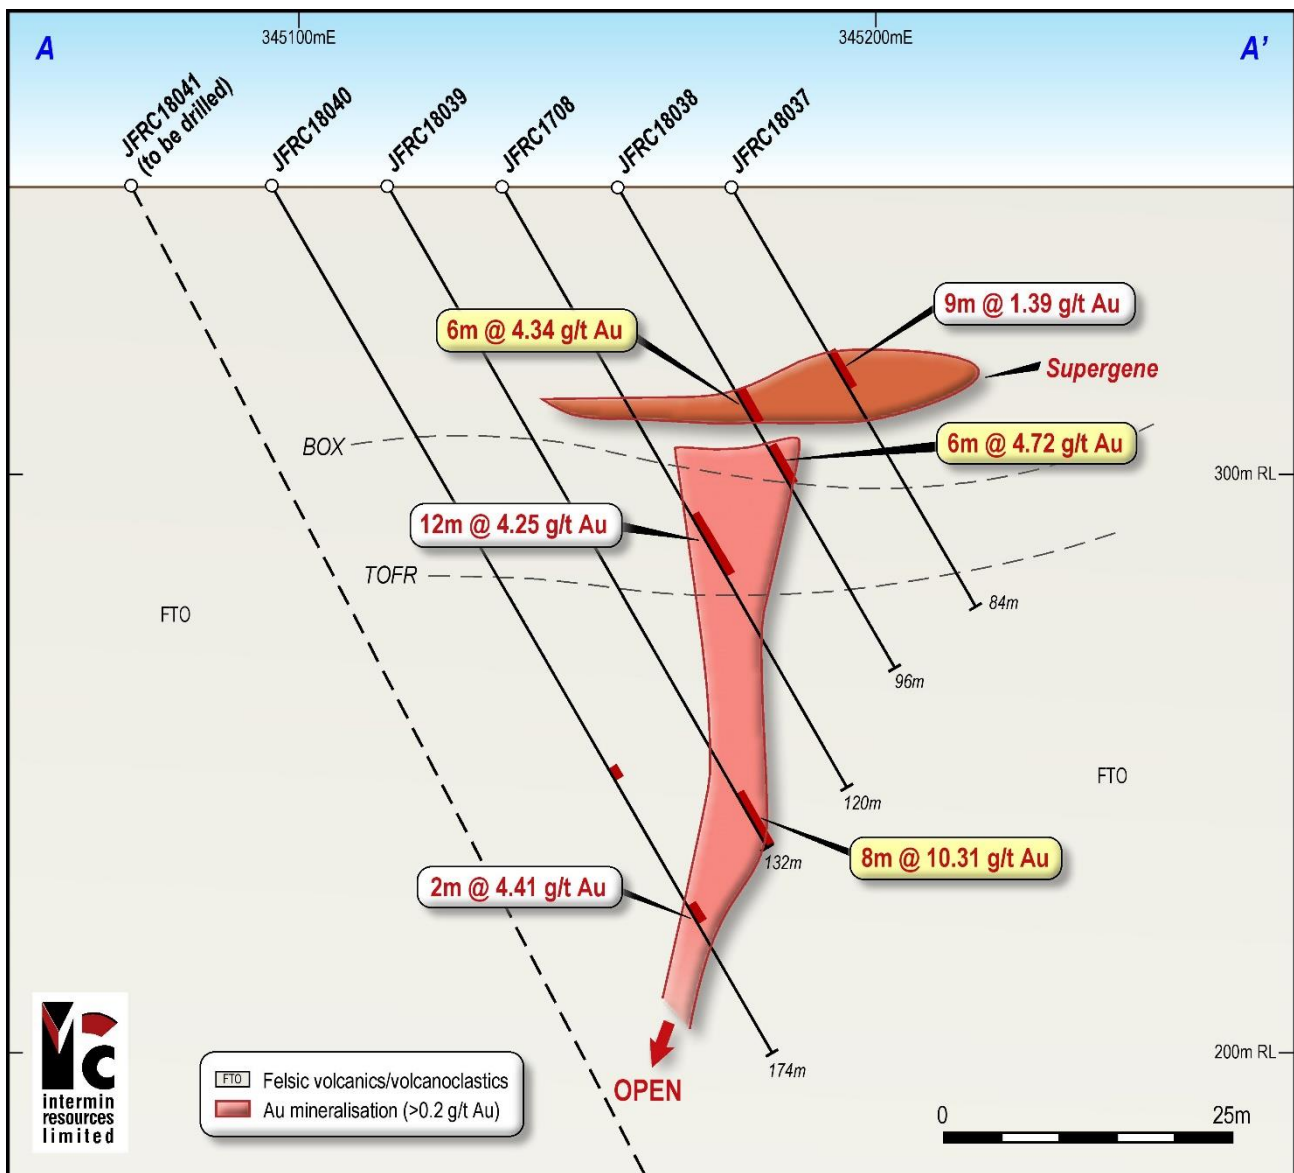 345100mE
345200mE
A
A'
JFRC18041
(to be drilled)
JFRC18040
JFRC18039
JFRC1708
JFRC18038
JFRC18037
9m @ 1.39 g/t Au
6m @ 4.34 g/t Au
Supergene
BOX
6m @ 4.72 g/t Au
300m RL
12m @ 4.25 g/t Au
TOFR
FTO
84m
96m
FTO
120m
132m
8m @ 10.31 g/t Au
2m @ 4.41 g/t Au
174m
200m RL
OPEN
intermin
resources
limited
FTO Felsic volcanics/volcanoclastics
Au mineralisation (>0.2 g/t Au)
0 25m